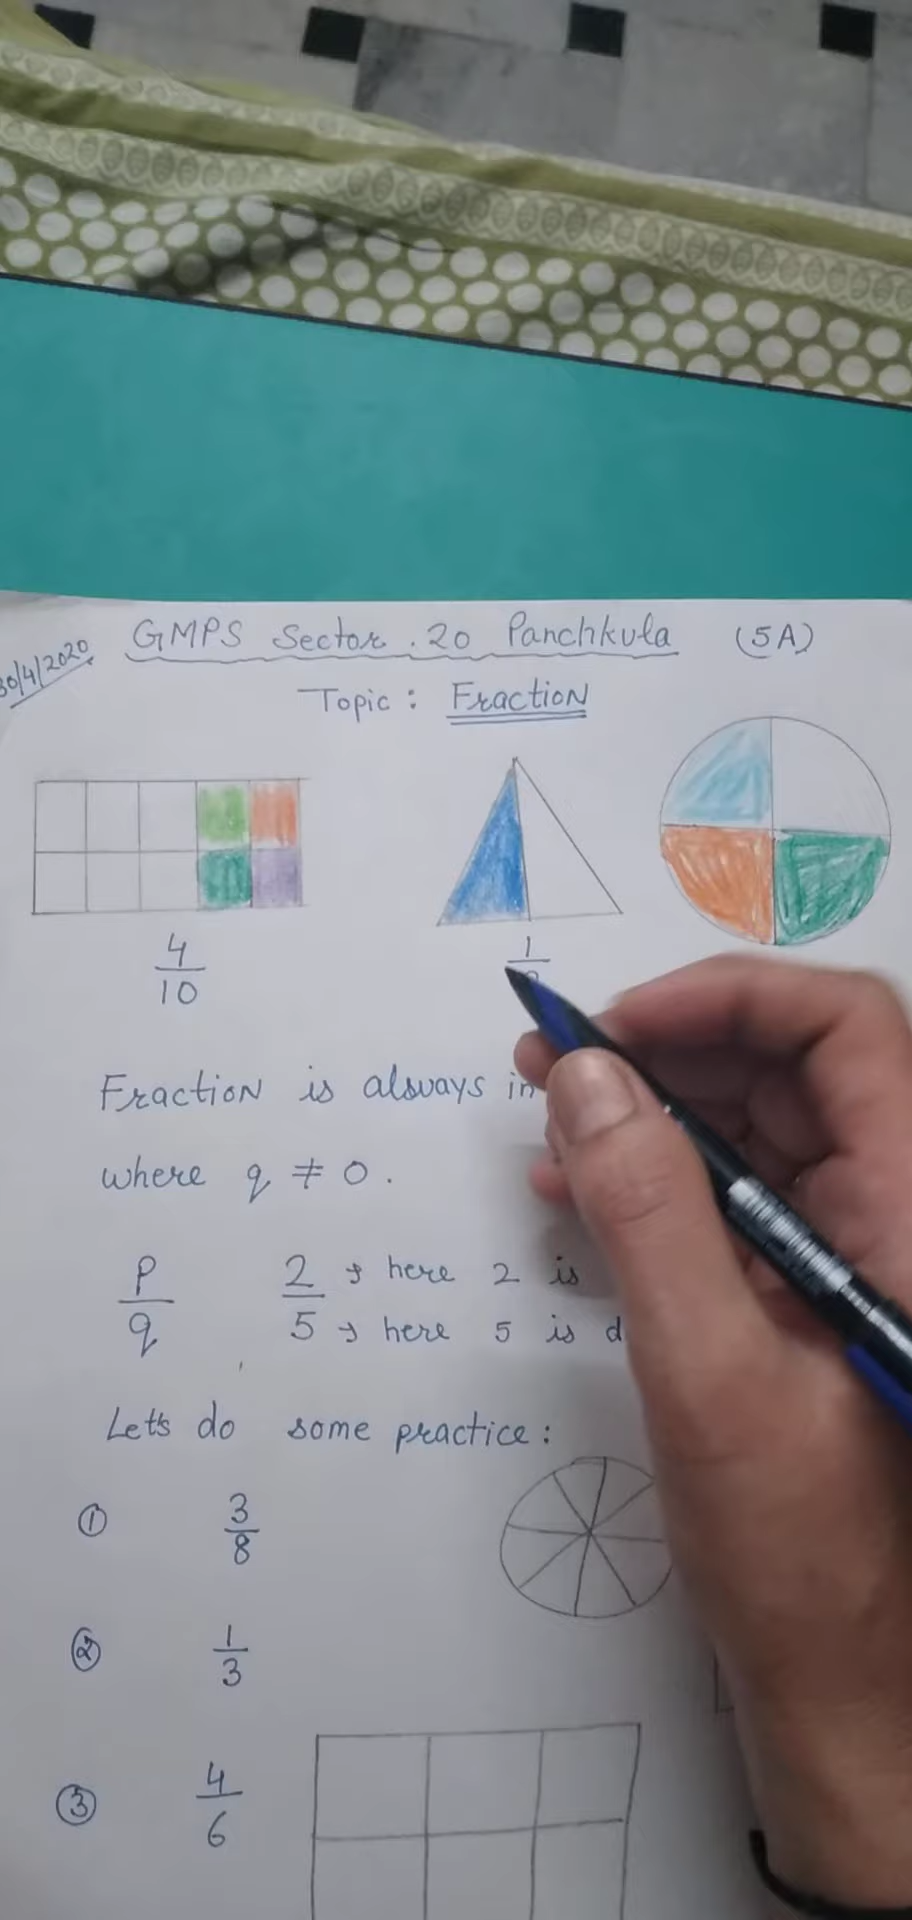 GMPS Sector . 20 Panchkula (5A)
30/4/2020
Topic : Fraction
4
10
1
Fraction is always in
where q ≠ 0 .
p
q
2 → here 2 is
5 → here 5 is d
Let's do some practice :
① 3
8
② 1
3
③ 4
6